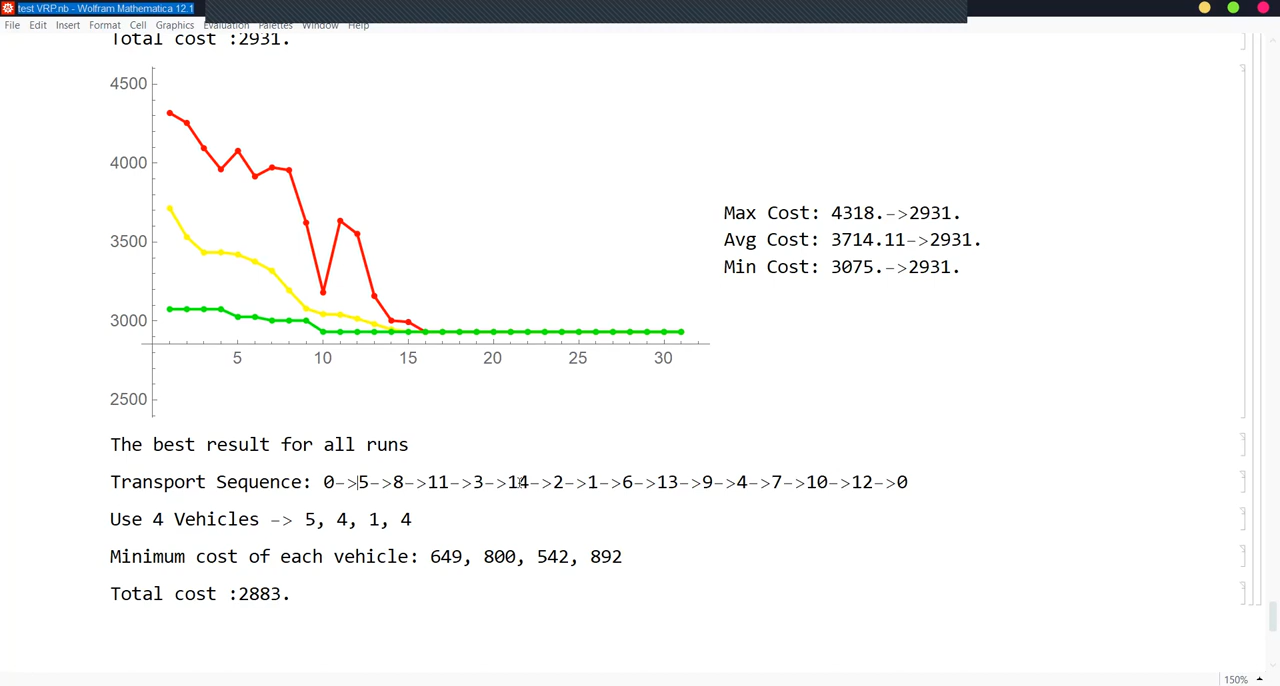 test VRP.nb - Wolfram Mathematica 12.1
File Edit Insert Format Cell Graphics Evaluation Palettes Window Help
Total cost :2931.
4500
4000
3500
3000
2500
5 10 15 20 25 30
Max Cost: 4318.->2931.
Avg Cost: 3714.11->2931.
Min Cost: 3075.->2931.
The best result for all runs
Transport Sequence: 0->5->8->11->3->14->2->1->6->13->9->4->7->10->12->0
Use 4 Vehicles -> 5, 4, 1, 4
Minimum cost of each vehicle: 649, 800, 542, 892
Total cost :2883.
150%